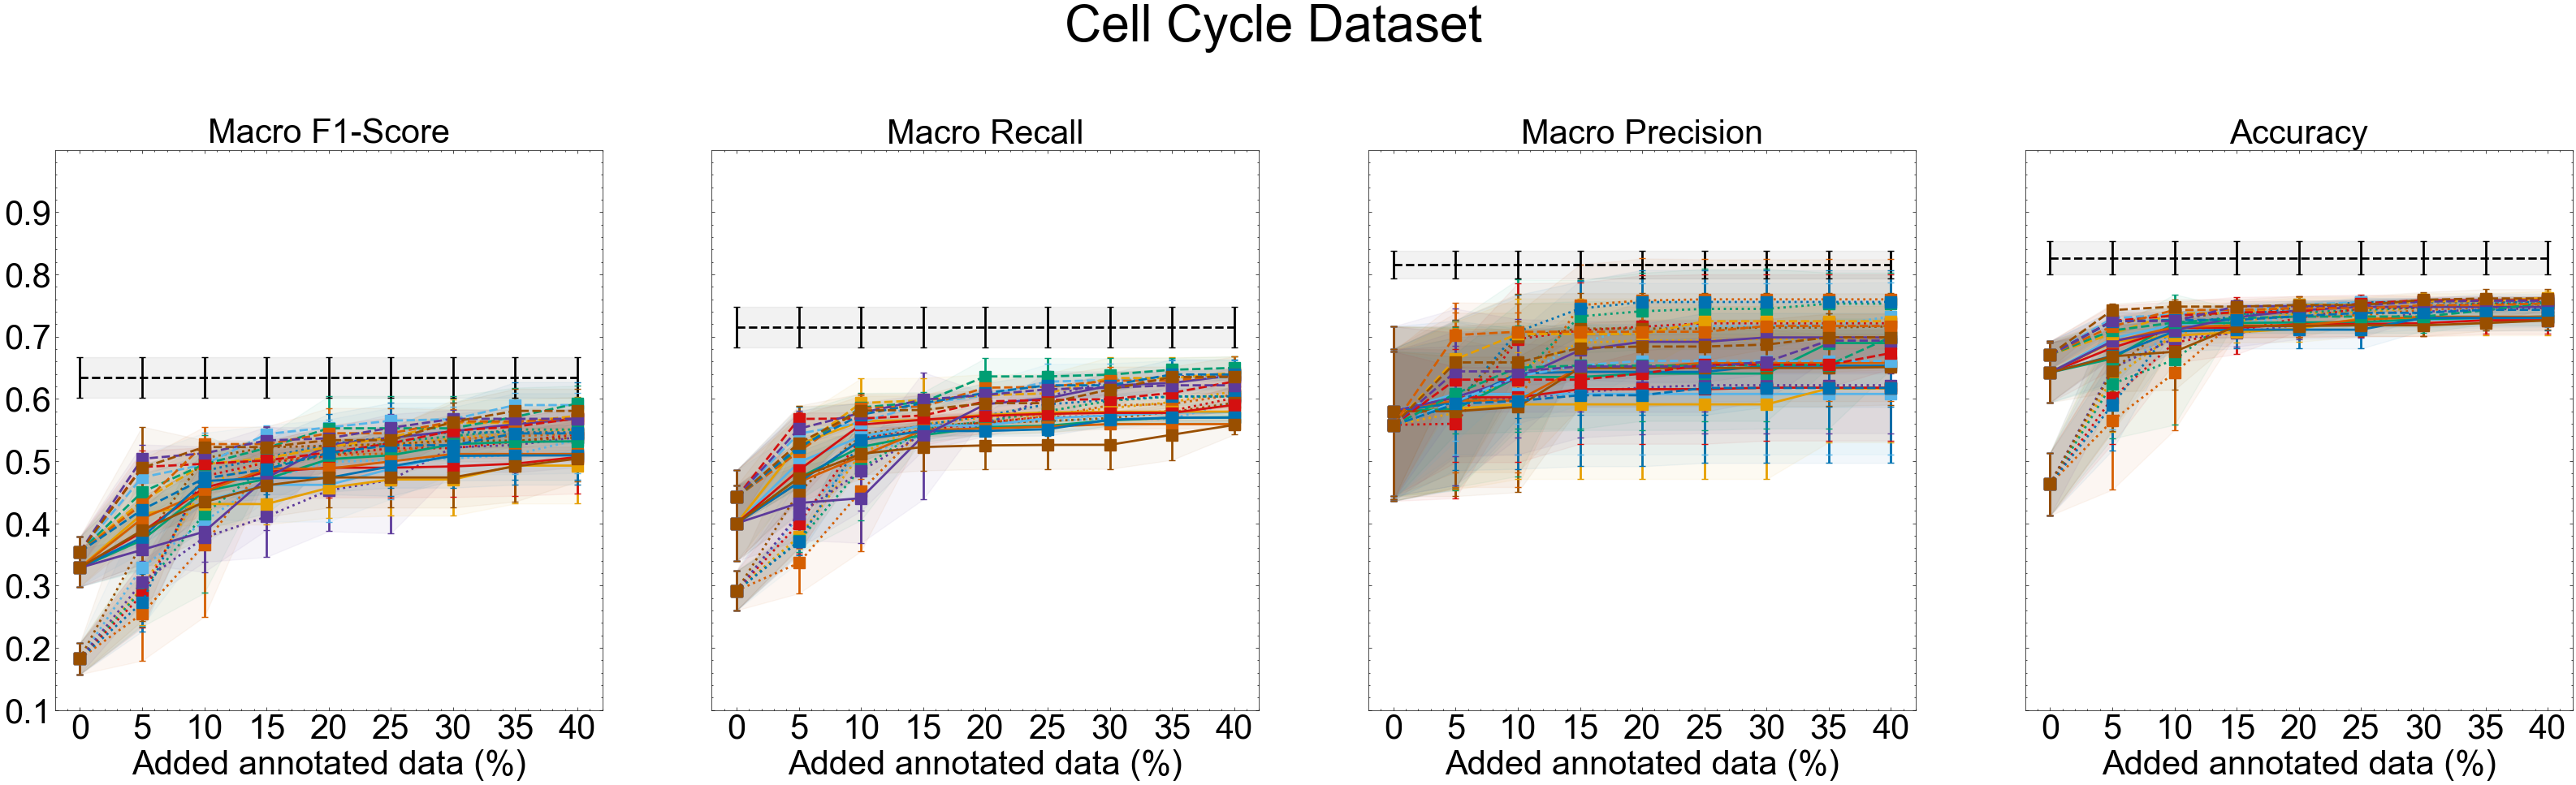 Cell Cycle Dataset
Macro F1-Score
Macro Recall
Macro Precision
Accuracy
0.9
0.8
0.7
0.6
0.5
0.4
0.3
0.2
0.1
0 5 10 15 20 25 30 35 40
0 5 10 15 20 25 30 35 40
0 5 10 15 20 25 30 35 40
0 5 10 15 20 25 30 35 40
Added annotated data (%)
Added annotated data (%)
Added annotated data (%)
Added annotated data (%)